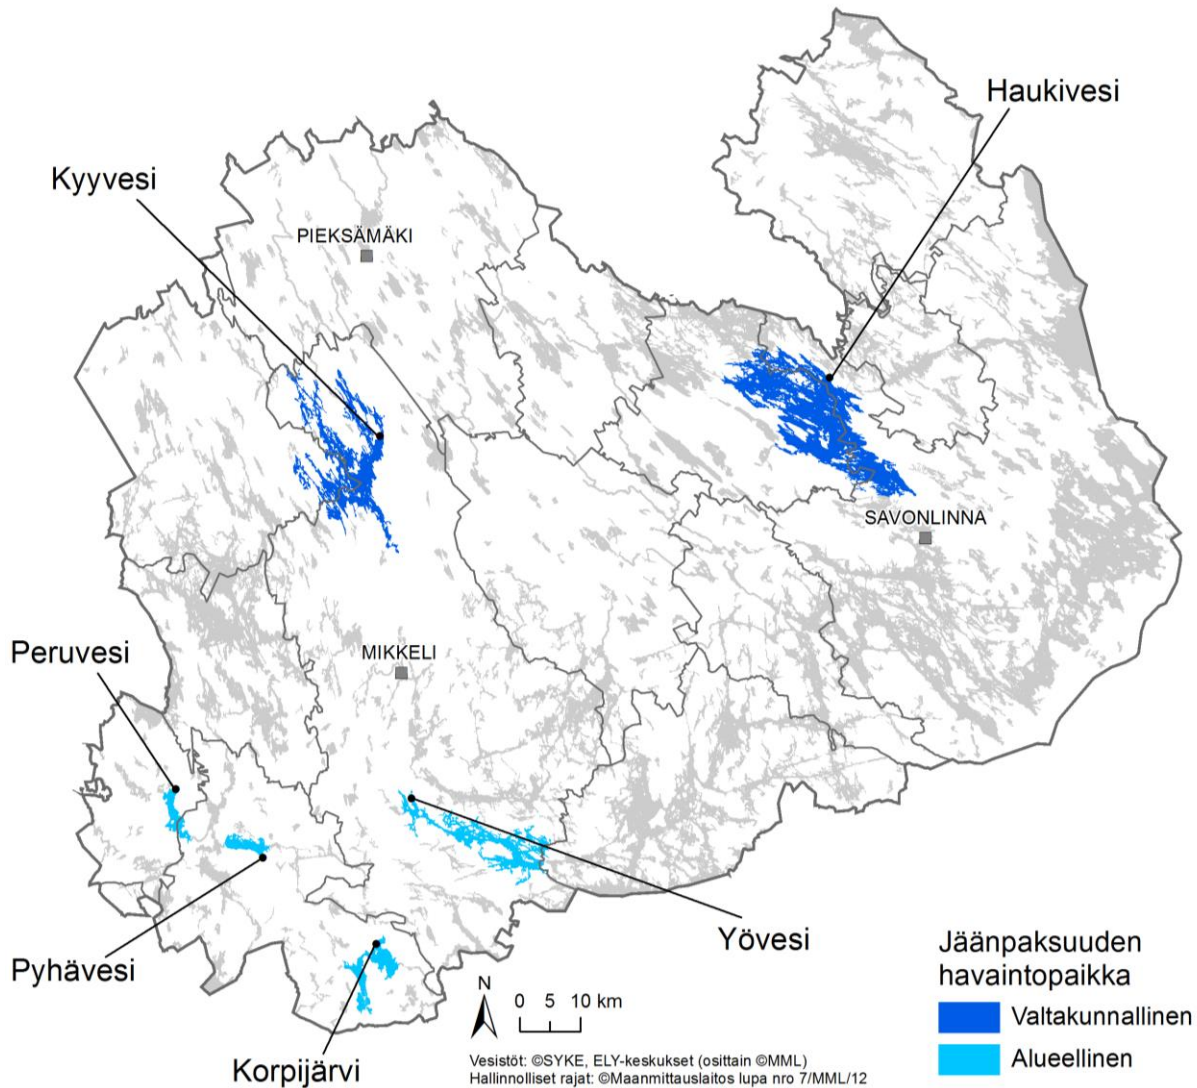 Haukivesi
Kyyvesi
PIEKSÄMÄKI
SAVONLINNA
Peruvesi
MIKKELI
Yövesi
Pyhävesi
Korpijärvi
N
0 5 10 km
Jäänpaksuuden
havaintopaikka
Valtakunnallinen
Alueellinen
Vesistöt: ©SYKE, ELY-keskukset (osittain ©MML)
Hallinnolliset rajat: ©Maanmittauslaitos lupa nro 7/MML/12